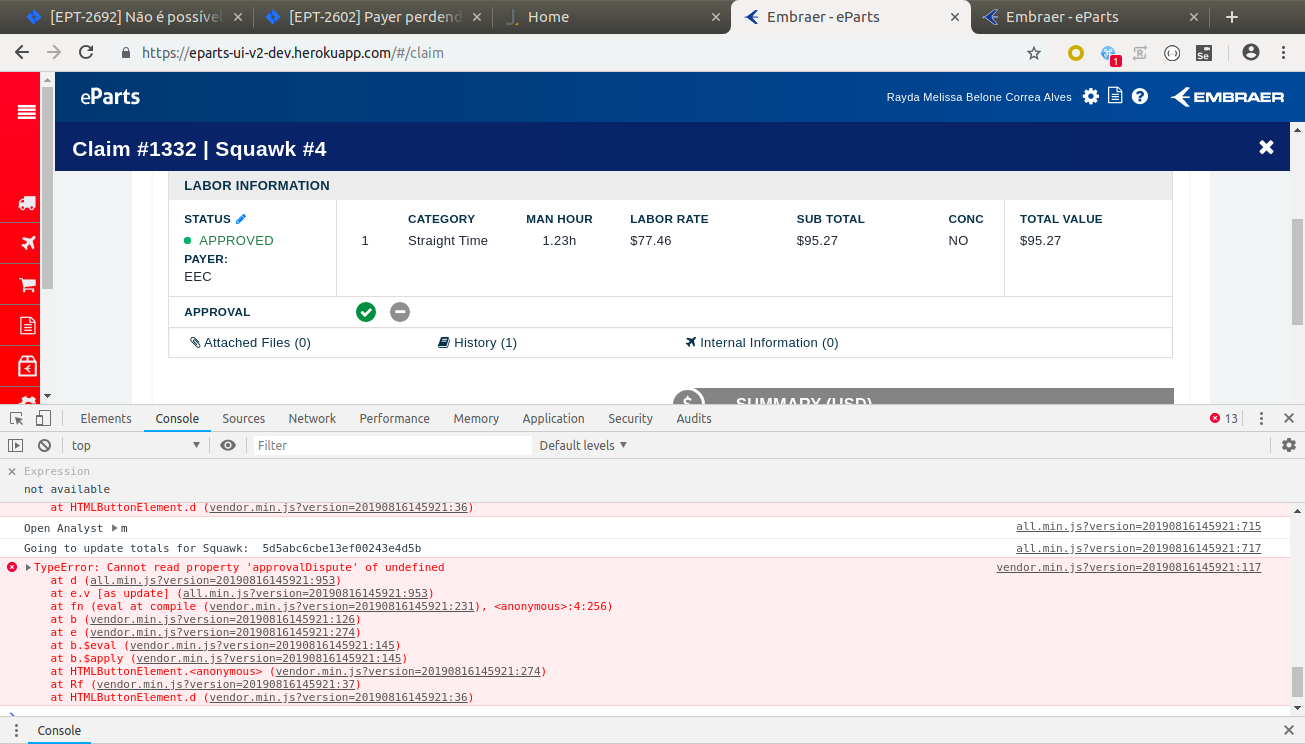 [EPT-2692] Não é possível
[EPT-2602] Payer perdend
Home
Embraer - eParts
Embraer - eParts
https://eparts-ui-v2-dev.herokuapp.com/#/claim
1
Se
eParts
Rayda Melissa Belone Correa Alves
EMBRAER
Claim #1332 | Squawk #4
LABOR INFORMATION
STATUS CATEGORY MAN HOUR LABOR RATE SUB TOTAL CONC TOTAL VALUE
APPROVED 1 Straight Time 1.23h $77.46 $95.27 NO $95.27
PAYER:
EEC
APPROVAL
Attached Files (0) History (1) Internal Information (0)
SUMMARY (USD)
Elements Console Sources Network Performance Memory Application Security Audits 13
top Filter Default levels
Expression
not available
at HTMLButtonElement.d (vendor.min.js?version=20190816145921:36)
Open Analyst m all.min.js?version=20190816145921:715
Going to update totals for Squawk: 5d5abc6cbe13ef00243e4d5b all.min.js?version=20190816145921:717
TypeError: Cannot read property 'approvalDispute' of undefined vendor.min.js?version=20190816145921:117
at d (all.min.js?version=20190816145921:953)
at e.v [as update] (all.min.js?version=20190816145921:953)
at fn (eval at compile (vendor.min.js?version=20190816145921:231), <anonymous>:4:256)
at b (vendor.min.js?version=20190816145921:126)
at e (vendor.min.js?version=20190816145921:274)
at b.$eval (vendor.min.js?version=20190816145921:145)
at b.$apply (vendor.min.js?version=20190816145921:145)
at HTMLButtonElement.<anonymous> (vendor.min.js?version=20190816145921:274)
at Rf (vendor.min.js?version=20190816145921:37)
at HTMLButtonElement.d (vendor.min.js?version=20190816145921:36)
Console